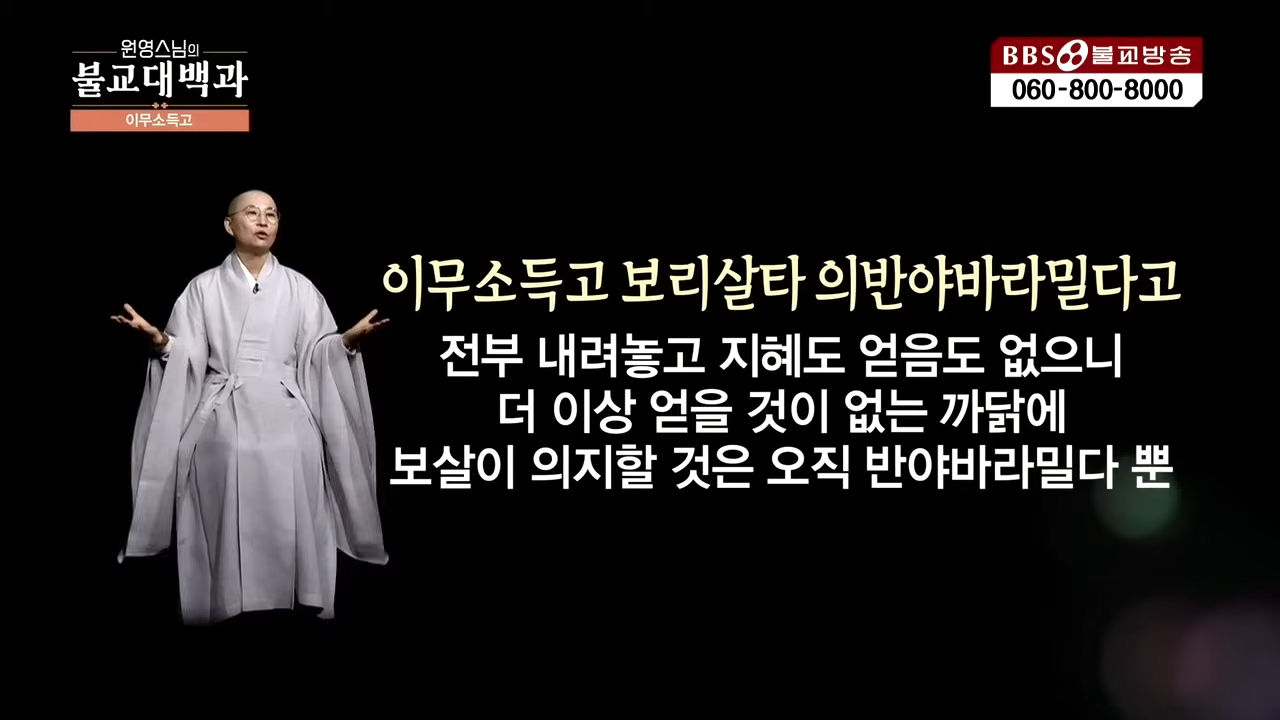 원영스님의
불교대백과
이무소득고
BBS 불교방송
060-800-8000
이무소득고 보리살타 의반야바라밀다고
전부 내려놓고 지혜도 얻음도 없으니
더 이상 얻을 것이 없는 까닭에
보살이 의지할 것은 오직 반야바라밀다 뿐